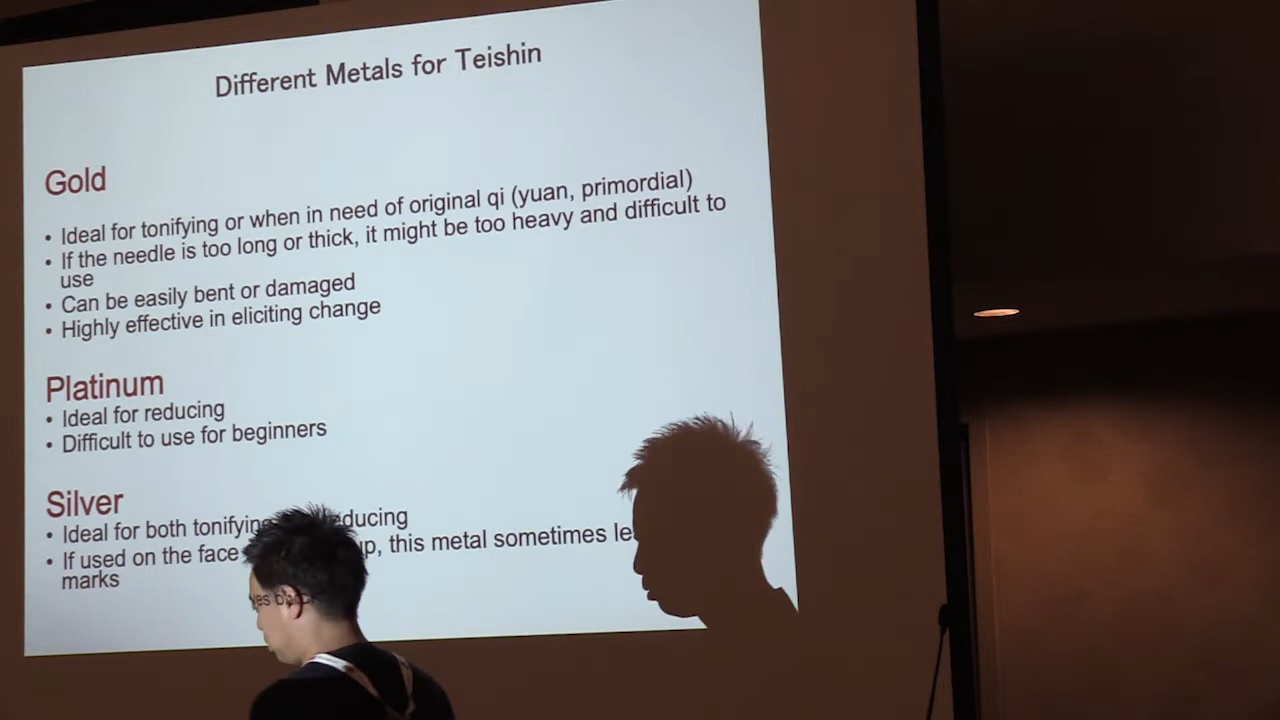 Different Metals for Teishin
Gold
• Ideal for tonifying or when in need of original qi (yuan, primordial)
• If the needle is too long or thick, it might be too heavy and difficult to
use
• Can be easily bent or damaged
• Highly effective in eliciting change
Platinum
• Ideal for reducing
• Difficult to use for beginners
Silver
• Ideal for both tonifying
• If used on the face up, this metal sometimes
marks